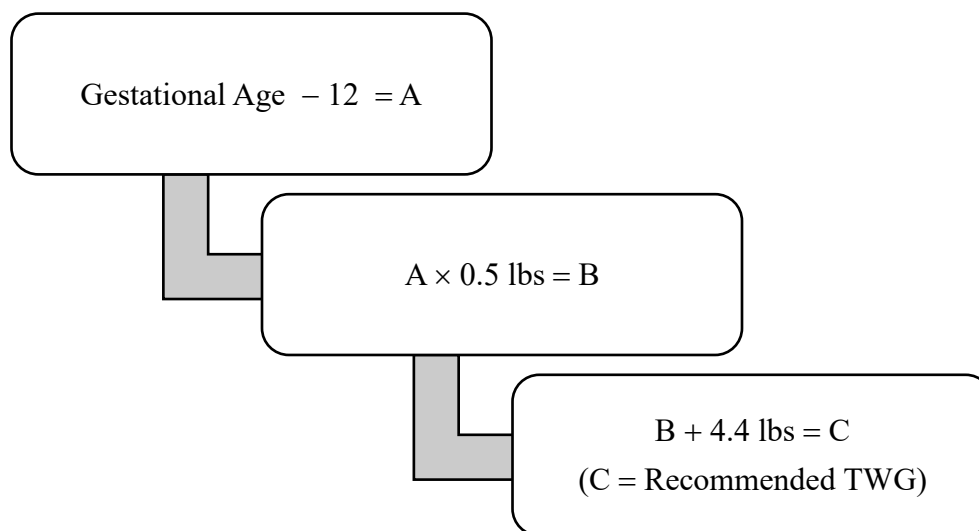 Gestational Age − 12 = A
A × 0.5 lbs = B
B + 4.4 lbs = C
(C = Recommended TWG)